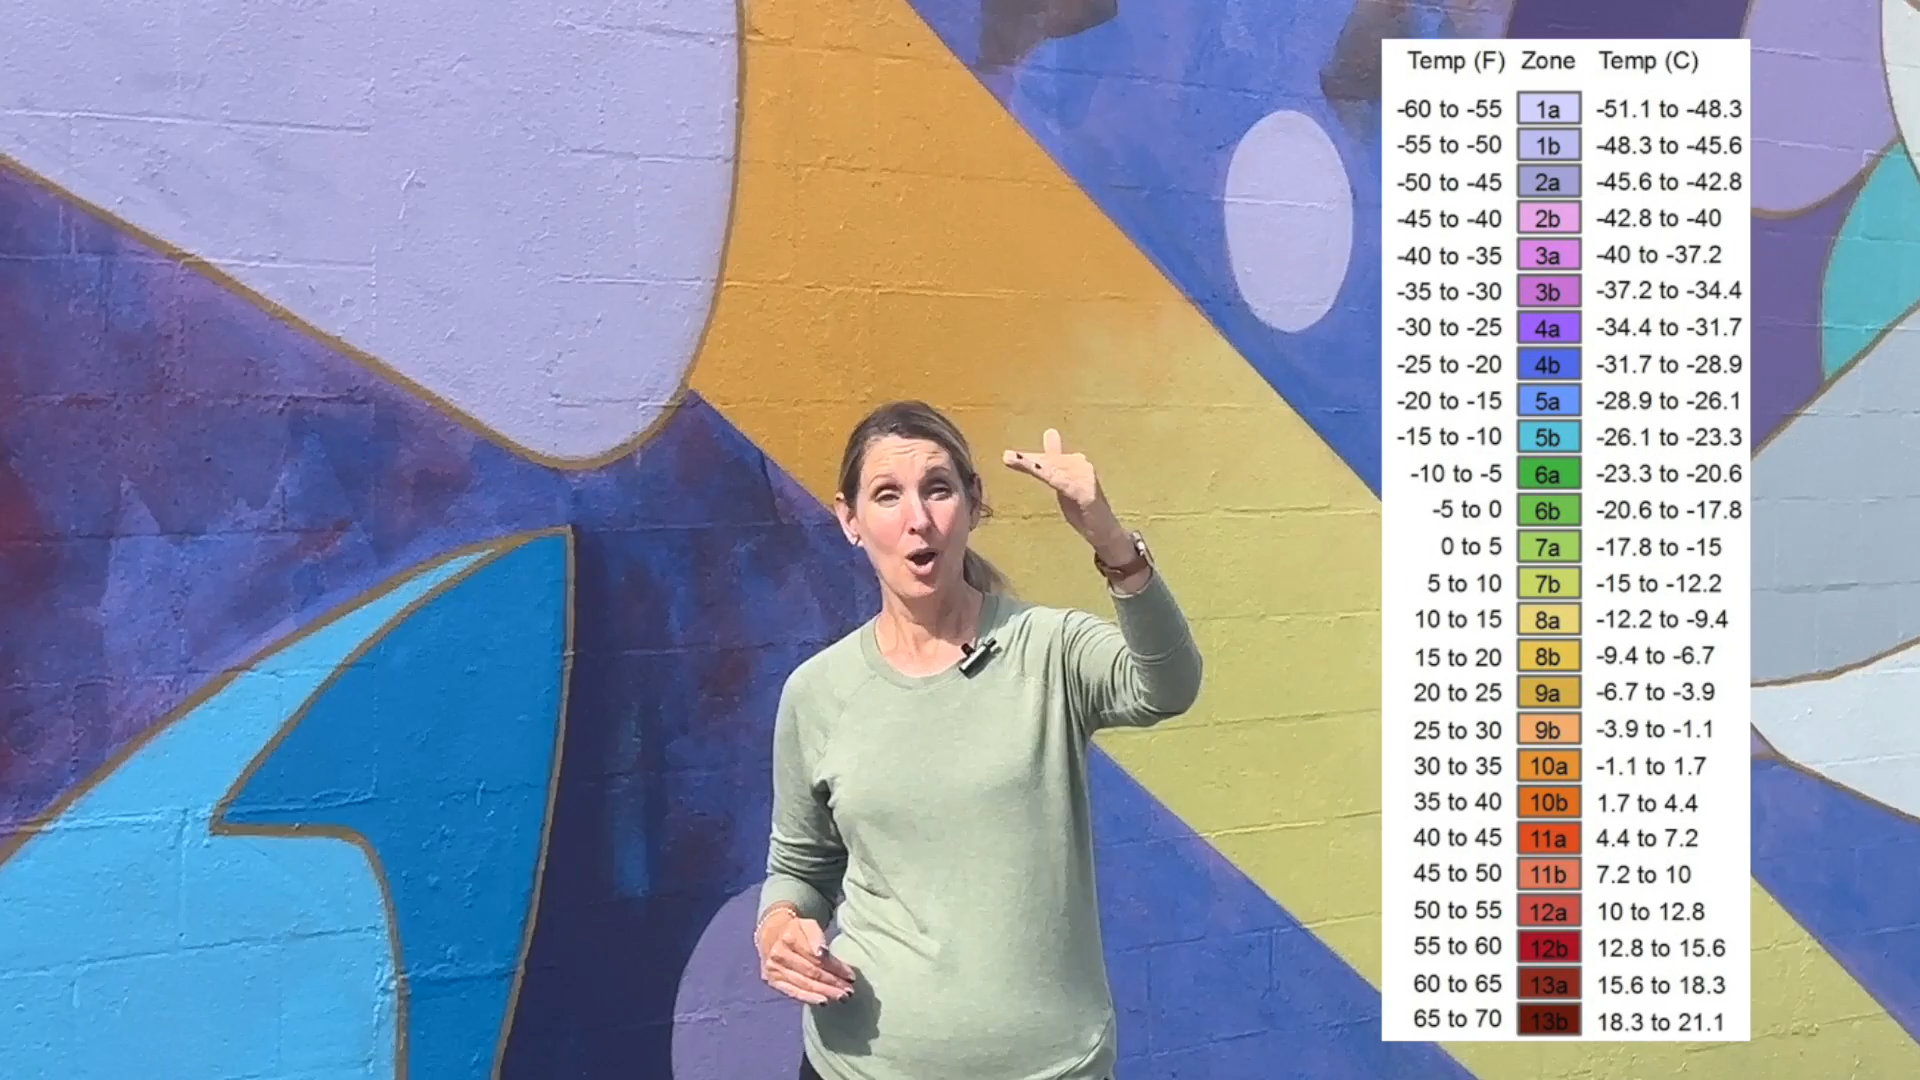 Temp (F) Zone Temp (C)
-60 to -55 1a -51.1 to -48.3
-55 to -50 1b -48.3 to -45.6
-50 to -45 2a -45.6 to -42.8
-45 to -40 2b -42.8 to -40
-40 to -35 3a -40 to -37.2
-35 to -30 3b -37.2 to -34.4
-30 to -25 4a -34.4 to -31.7
-25 to -20 4b -31.7 to -28.9
-20 to -15 5a -28.9 to -26.1
-15 to -10 5b -26.1 to -23.3
-10 to -5 6a -23.3 to -20.6
-5 to 0 6b -20.6 to -17.8
0 to 5 7a -17.8 to -15
5 to 10 7b -15 to -12.2
10 to 15 8a -12.2 to -9.4
15 to 20 8b -9.4 to -6.7
20 to 25 9a -6.7 to -3.9
25 to 30 9b -3.9 to -1.1
30 to 35 10a -1.1 to 1.7
35 to 40 10b 1.7 to 4.4
40 to 45 11a 4.4 to 7.2
45 to 50 11b 7.2 to 10
50 to 55 12a 10 to 12.8
55 to 60 12b 12.8 to 15.6
60 to 65 13a 15.6 to 18.3
65 to 70 13b 18.3 to 21.1